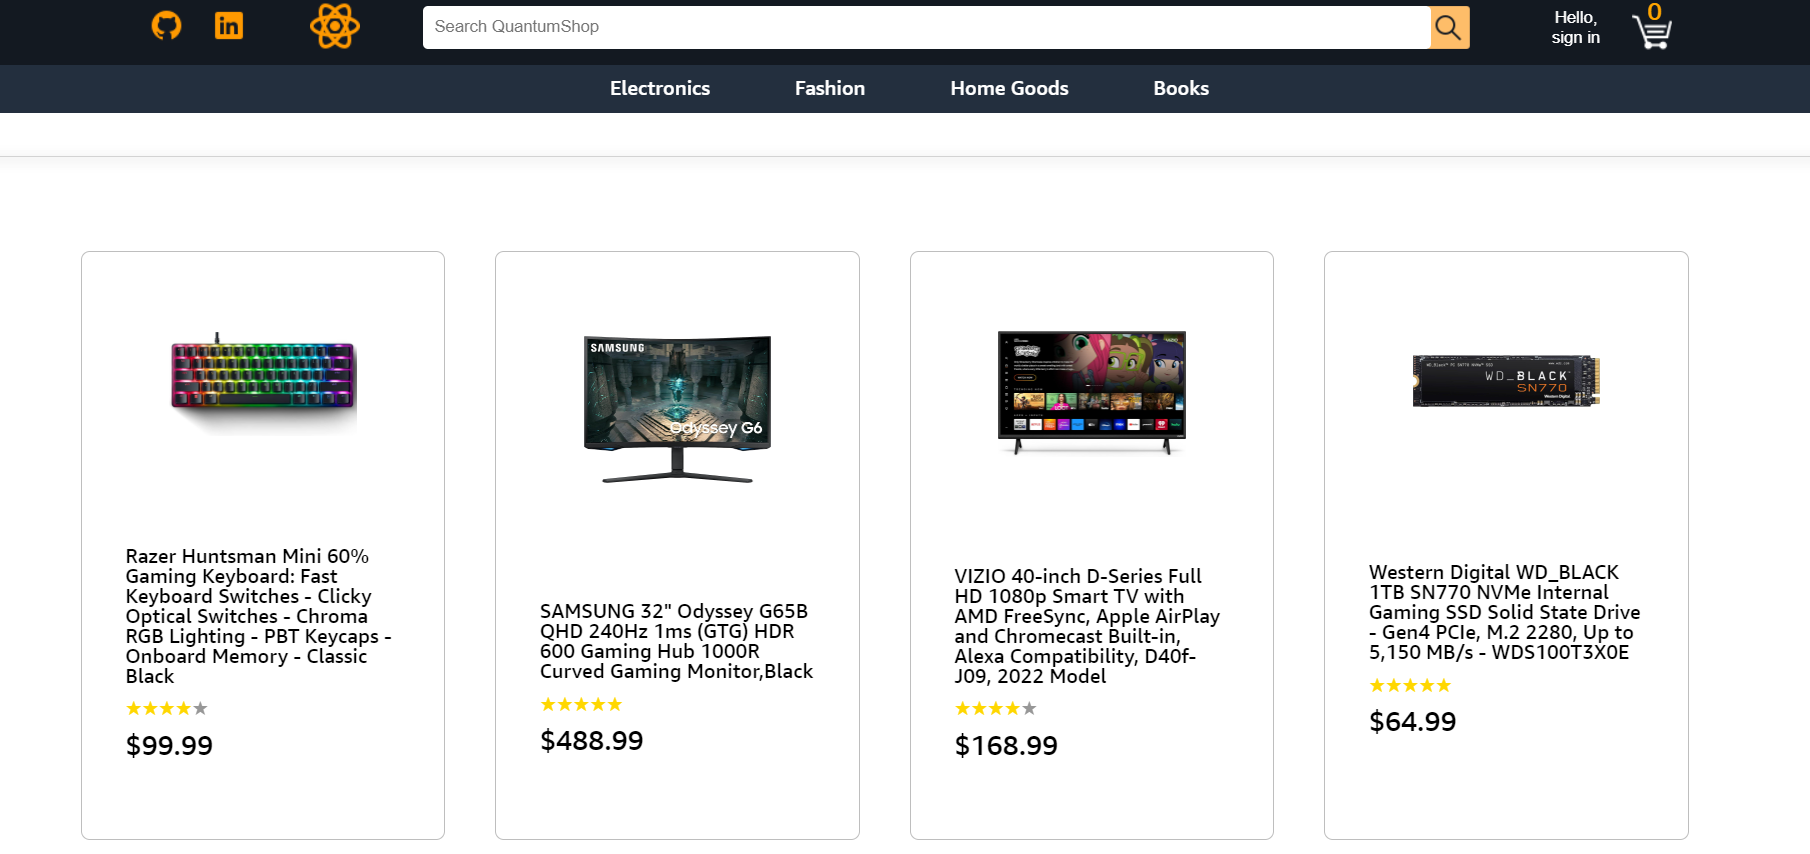 Search QuantumShop
Hello,
sign in
0
Electronics
Fashion
Home Goods
Books
SAMSUNG
Odyssey G6
WD_BLACK
SN770
Western Digital
Razer Huntsman Mini 60%
Gaming Keyboard: Fast
Keyboard Switches - Clicky
Optical Switches - Chroma
RGB Lighting - PBT Keycaps -
Onboard Memory - Classic
Black
$99.99
SAMSUNG 32" Odyssey G65B
QHD 240Hz 1ms (GTG) HDR
600 Gaming Hub 1000R
Curved Gaming Monitor,Black
$488.99
VIZIO 40-inch D-Series Full
HD 1080p Smart TV with
AMD FreeSync, Apple AirPlay
and Chromecast Built-in,
Alexa Compatibility, D40f-
J09, 2022 Model
$168.99
Western Digital WD_BLACK
1TB SN770 NVMe Internal
Gaming SSD Solid State Drive
- Gen4 PCIe, M.2 2280, Up to
5,150 MB/s - WDS100T3X0E
$64.99